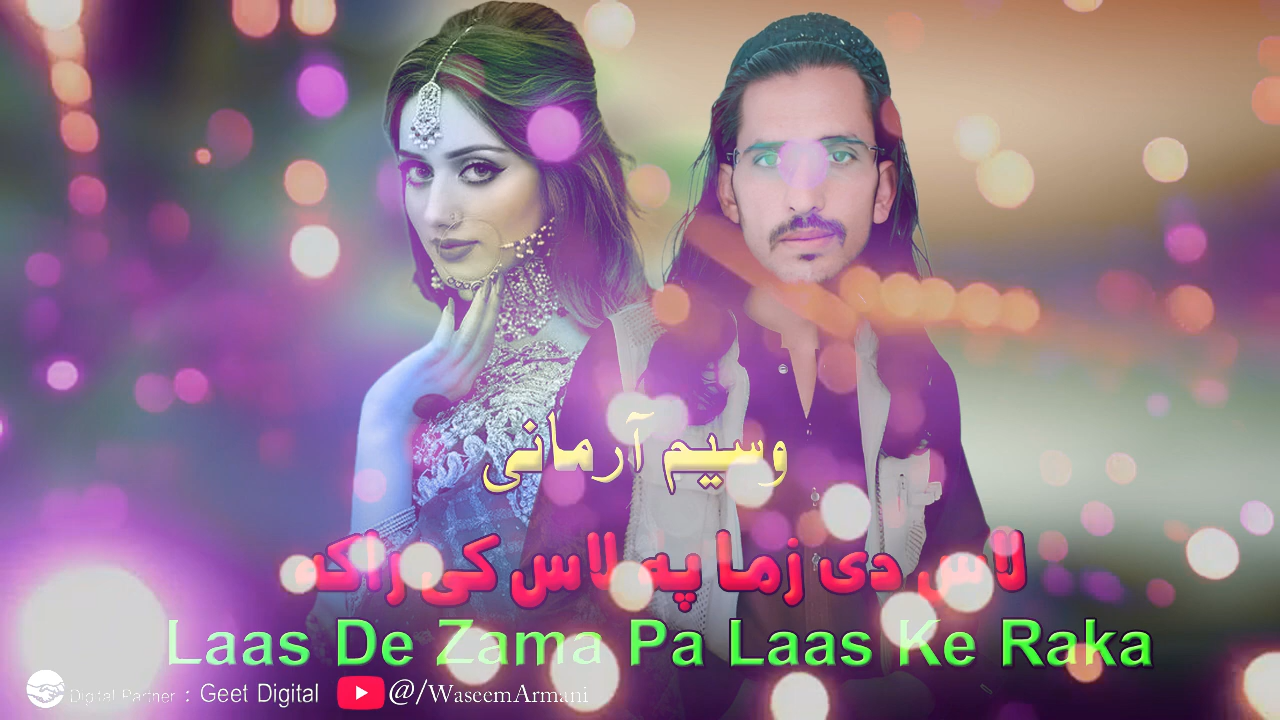 وسیم آرمانی
لاس دی زما په لاس کی راکه
Laas De Zama Pa Laas Ke Raka
Digital Partner : Geet Digital @/WaseemArmani